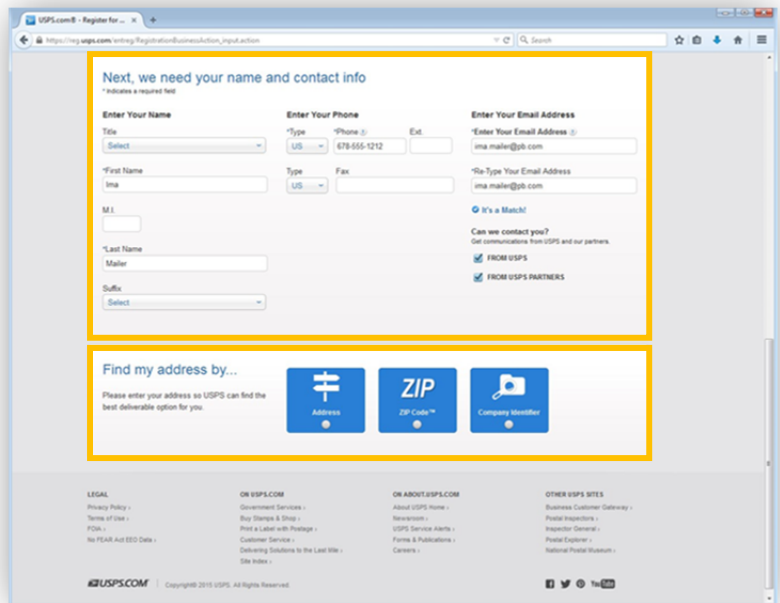 USPS.com® - Register for ...
https://reg.usps.com/entreg/RegistrationBusinessAction_input.action
Search
Next, we need your name and contact info
* Indicates a required field
Enter Your Name
Enter Your Phone
Enter Your Email Address
Title
*Type
*Phone
Ext.
*Enter Your Email Address
Select
US
678-555-1212
ima.mailer@pb.com
*First Name
Type
Fax
*Re-Type Your Email Address
Ima
US
ima.mailer@pb.com
M.I.
It's a Match!
Can we contact you?
Get communications from USPS and our partners.
*Last Name
FROM USPS
Mailer
FROM USPS PARTNERS
Suffix
Select
Find my address by...
Please enter your address so USPS can find the
best deliverable option for you.
Address
ZIP
ZIP Code™
Company Identifier
LEGAL
Privacy Policy ›
Terms of Use ›
FOIA ›
No FEAR Act EEO Data ›
ON USPS.COM
Government Services ›
Buy Stamps & Shop ›
Print a Label with Postage ›
Customer Service ›
Delivering Solutions to the Last Mile ›
Site Index ›
ON ABOUT.USPS.COM
About USPS Home ›
Newsroom ›
USPS Service Alerts ›
Forms & Publications ›
Careers ›
OTHER USPS SITES
Business Customer Gateway ›
Postal Inspectors ›
Inspector General ›
Postal Explorer ›
National Postal Museum ›
USPS.COM
Copyright© 2015 USPS. All Rights Reserved.
YouTube